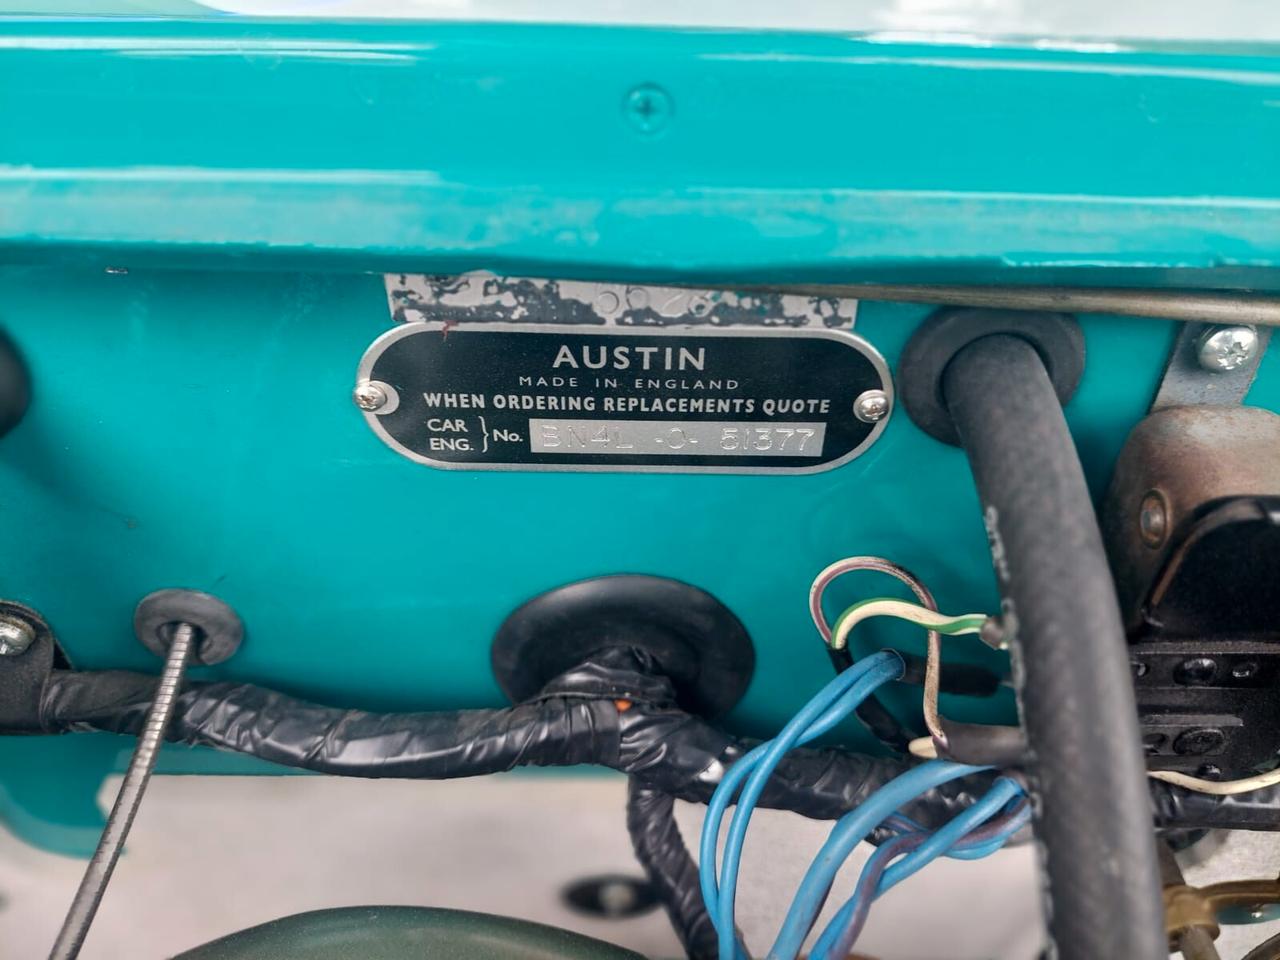 AUSTIN
MADE IN ENGLAND
WHEN ORDERING REPLACEMENTS QUOTE
CAR
ENG. } No. BN4L -O- 51377